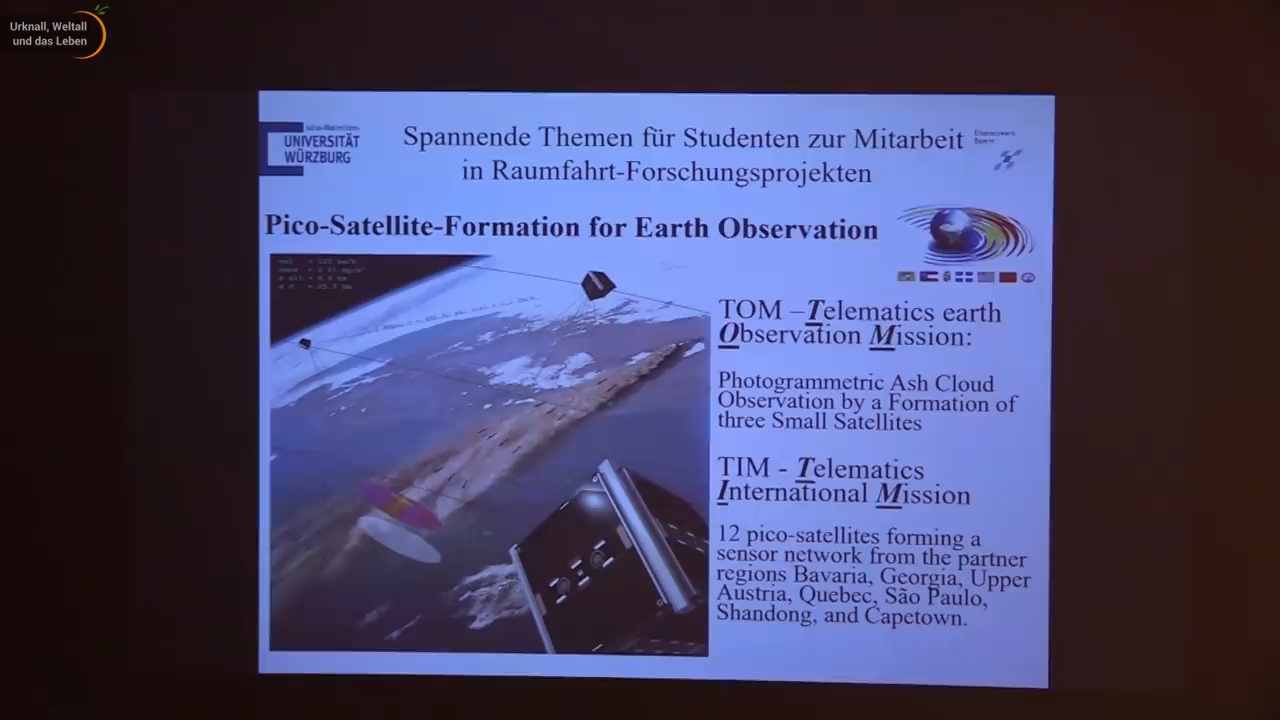 Urknall, Weltall
und das Leben
Julius-Maximilians-
UNIVERSITÄT
WÜRZBURG
Spannende Themen für Studenten zur Mitarbeit
in Raumfahrt-Forschungsprojekten
Pico-Satellite-Formation for Earth Observation
TOM – Telematics earth
Observation Mission:
Photogrammetric Ash Cloud
Observation by a Formation of
three Small Satellites
TIM - Telematics
International Mission
12 pico-satellites forming a
sensor network from the partner
regions Bavaria, Georgia, Upper
Austria, Quebec, São Paulo,
Shandong, and Capetown.